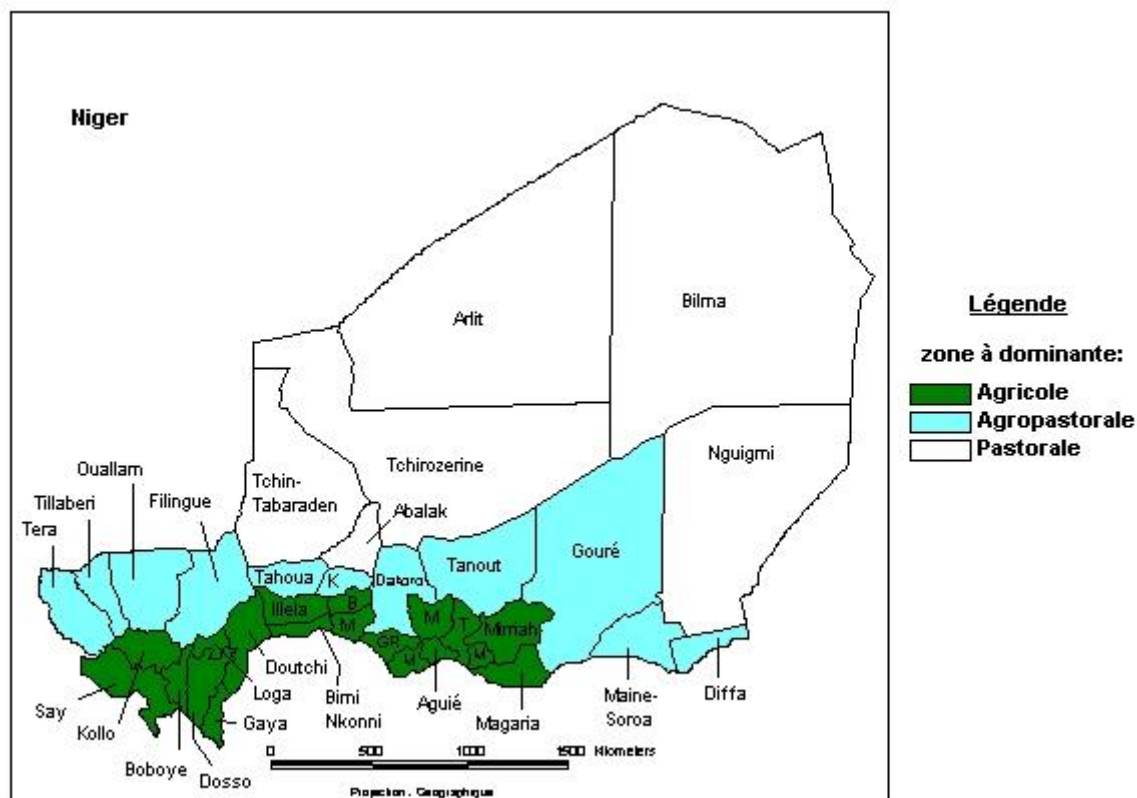 Niger
Arlit
Bilma
Légende
zone à dominante:
Agricole
Agropastorale
Pastorale
Nguigmi
Tchirozerine
Tchin-
Tabaraden
Abalak
Ouallam
Tillaberi
Filingue
Tera
Gouré
Tanout
Tahoua
K
Dakoro
Illela
B
M
M
T
Mirriah
GR
M
M
Doutchi
Loga
Birni
Nkonni
Aguié
Magaria
Maine-
Soroa
Diffa
Say
Kollo
Gaya
Boboye
Dosso
0 500 1000 1500 Kilometers
Projection : Geographique